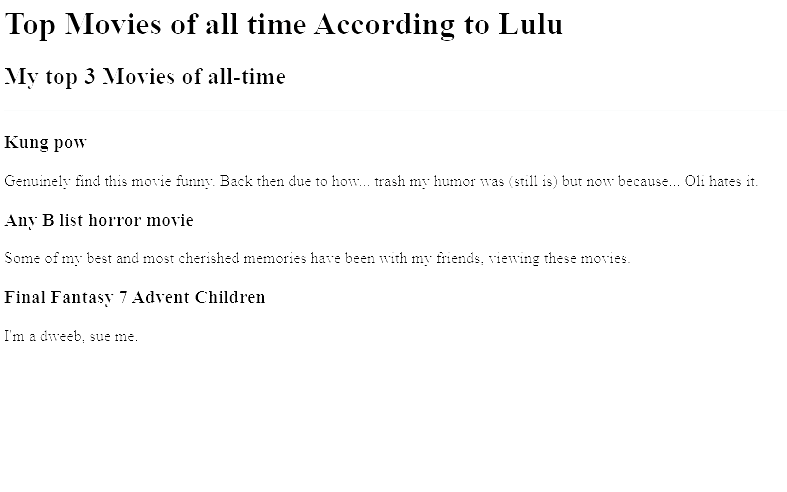 Top Movies of all time According to Lulu
My top 3 Movies of all-time
Kung pow
Genuinely find this movie funny. Back then due to how... trash my humor was (still is) but now because... Oli hates it.
Any B list horror movie
Some of my best and most cherished memories have been with my friends, viewing these movies.
Final Fantasy 7 Advent Children
I'm a dweeb, sue me.